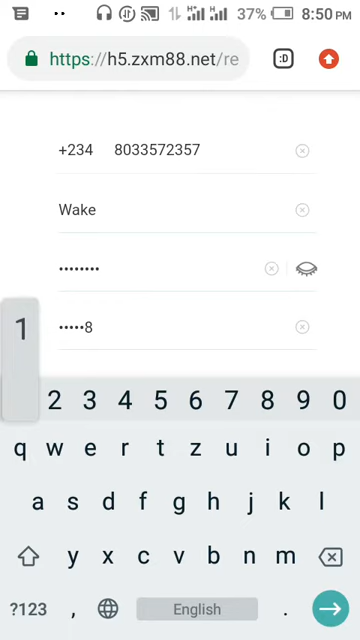 37% 8:50 PM
https://h5.zxm88.net/re
:D
+234 8033572357
Wake
••••••••
•••••8
1
2 3 4 5 6 7 8 9 0
q w e r t z u i o p
a s d f g h j k l
y x c v b n m
?123 , English .